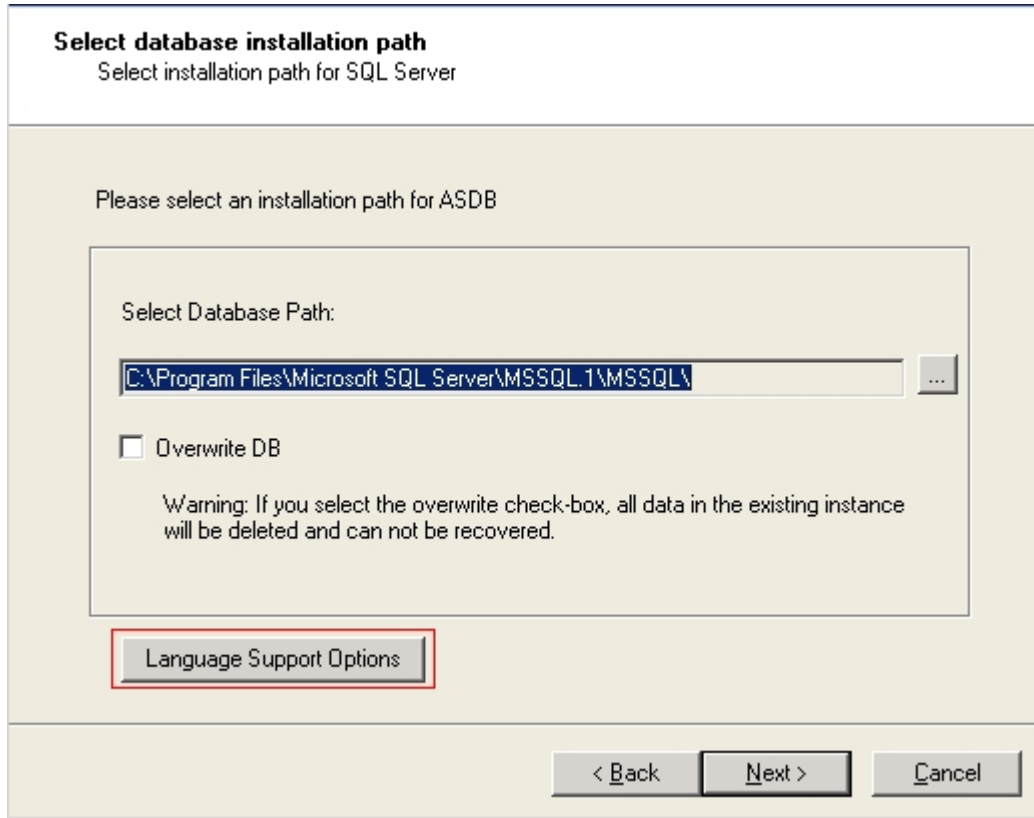 Select database installation path
Select installation path for SQL Server
Please select an installation path for ASDB
Select Database Path:
C:\Program Files\Microsoft SQL Server\MSSQL.1\MSSQL\
...
Overwrite DB
Warning: If you select the overwrite check-box, all data in the existing instance
will be deleted and can not be recovered.
Language Support Options
< Back
Next >
Cancel